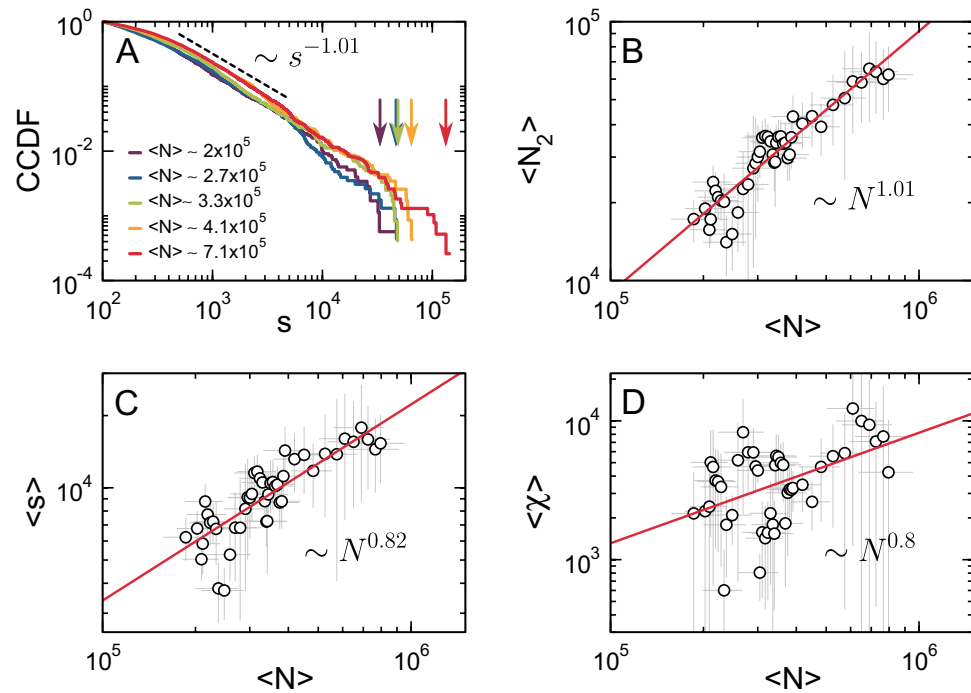 A
10^0
10^-2
10^-4
CCDF
∼ s^-1.01
<N> ~ 2x10^5
<N> ~ 2.7x10^5
<N> ~ 3.3x10^5
<N> ~ 4.1x10^5
<N> ~ 7.1x10^5
10^2 10^3 10^4 10^5
s
B
10^5
10^4
<N_2>
∼ N^1.01
10^5 10^6
<N>
C
10^4
<s>
∼ N^0.82
10^5 10^6
<N>
D
10^4
10^3
<χ>
∼ N^0.8
10^5 10^6
<N>